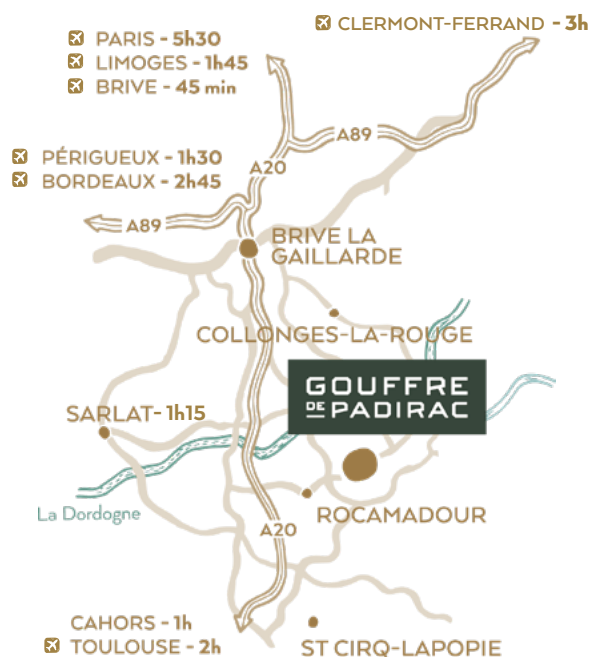 CLERMONT-FERRAND - 3h
PARIS - 5h30
LIMOGES - 1h45
BRIVE - 45 min
A89
PÉRIGUEUX - 1h30
BORDEAUX - 2h45
A20
A89
BRIVE LA
GAILLARDE
COLLONGES-LA-ROUGE
GOUFFRE
DE PADIRAC
SARLAT- 1h15
La Dordogne
ROCAMADOUR
A20
CAHORS - 1h
TOULOUSE - 2h
ST CIRQ-LAPOPIE